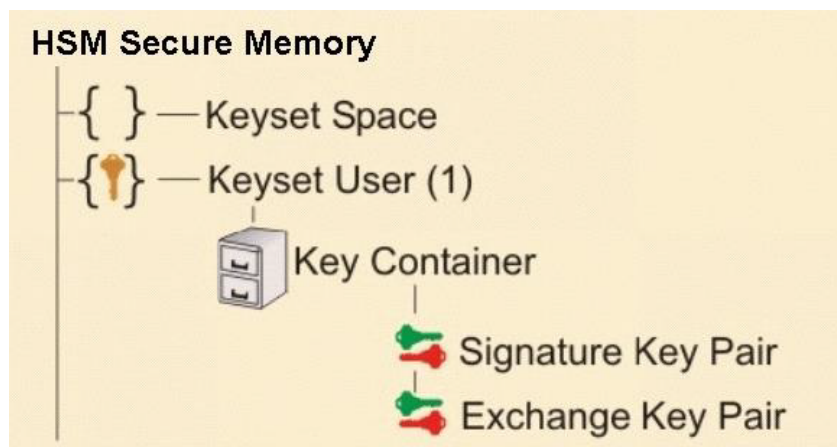 HSM Secure Memory
{ } — Keyset Space
{ } — Keyset User (1)
Key Container
Signature Key Pair
Exchange Key Pair